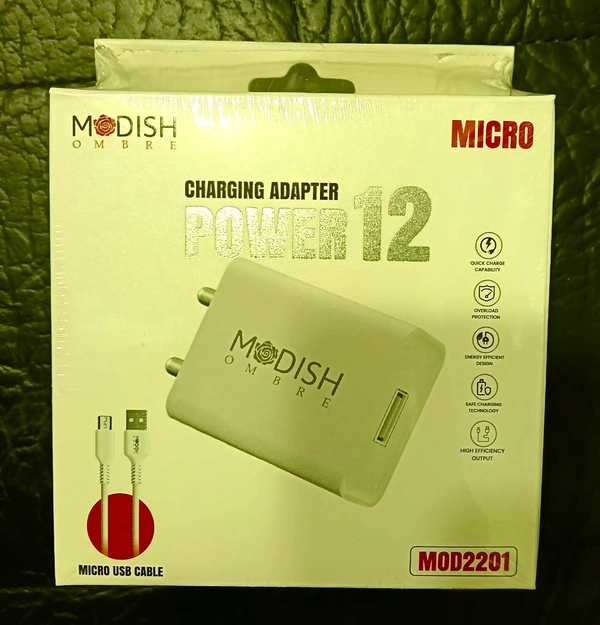 MODISH
OMBRE
MICRO
CHARGING ADAPTER
POWER 12
QUICK CHARGE
CAPABILITY
OVERLOAD
PROTECTION
ENERGY EFFICIENT
DESIGN
SAFE CHARGING
TECHNOLOGY
HIGH EFFICIENCY
OUTPUT
MODISH
OMBRE
MODISH
MICRO USB CABLE
MOD2201